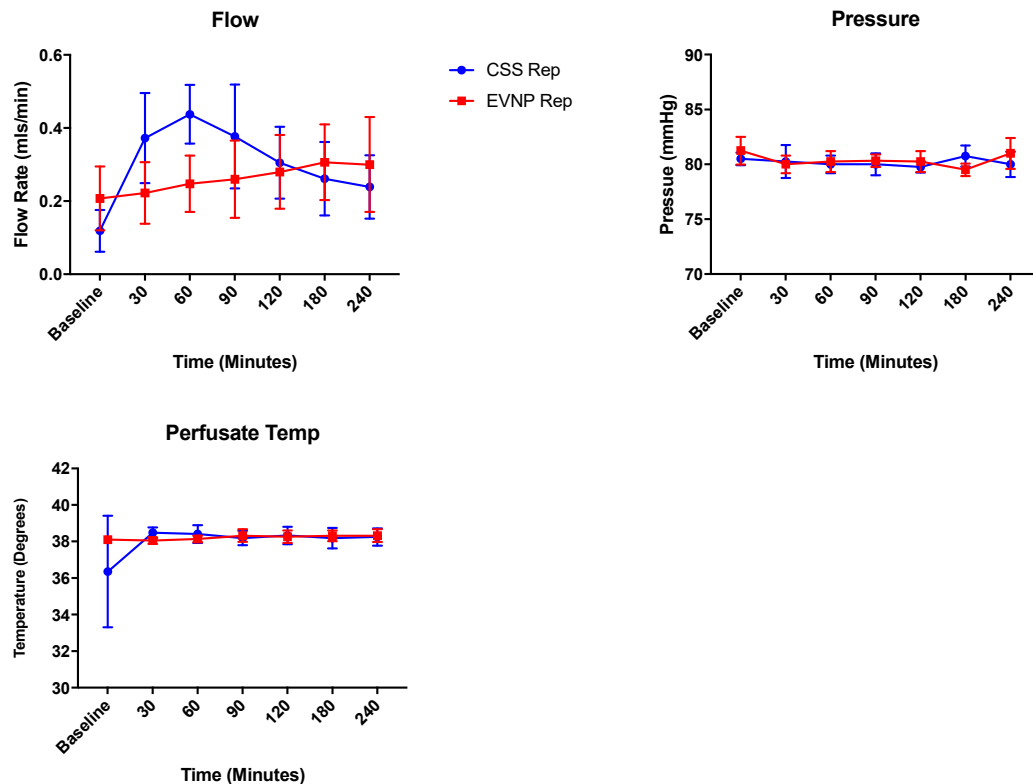 Flow
Flow Rate (mls/min)
0.6
0.4
0.2
0.0
Baseline
30
60
90
120
180
240
Time (Minutes)
CSS Rep
EVNP Rep
Pressure
Pressue (mmHg)
90
85
80
75
70
Baseline
30
60
90
120
180
240
Time (Minutes)
Perfusate Temp
Temperature (Degrees)
42
40
38
36
34
32
30
Baseline
30
60
90
120
180
240
Time (Minutes)